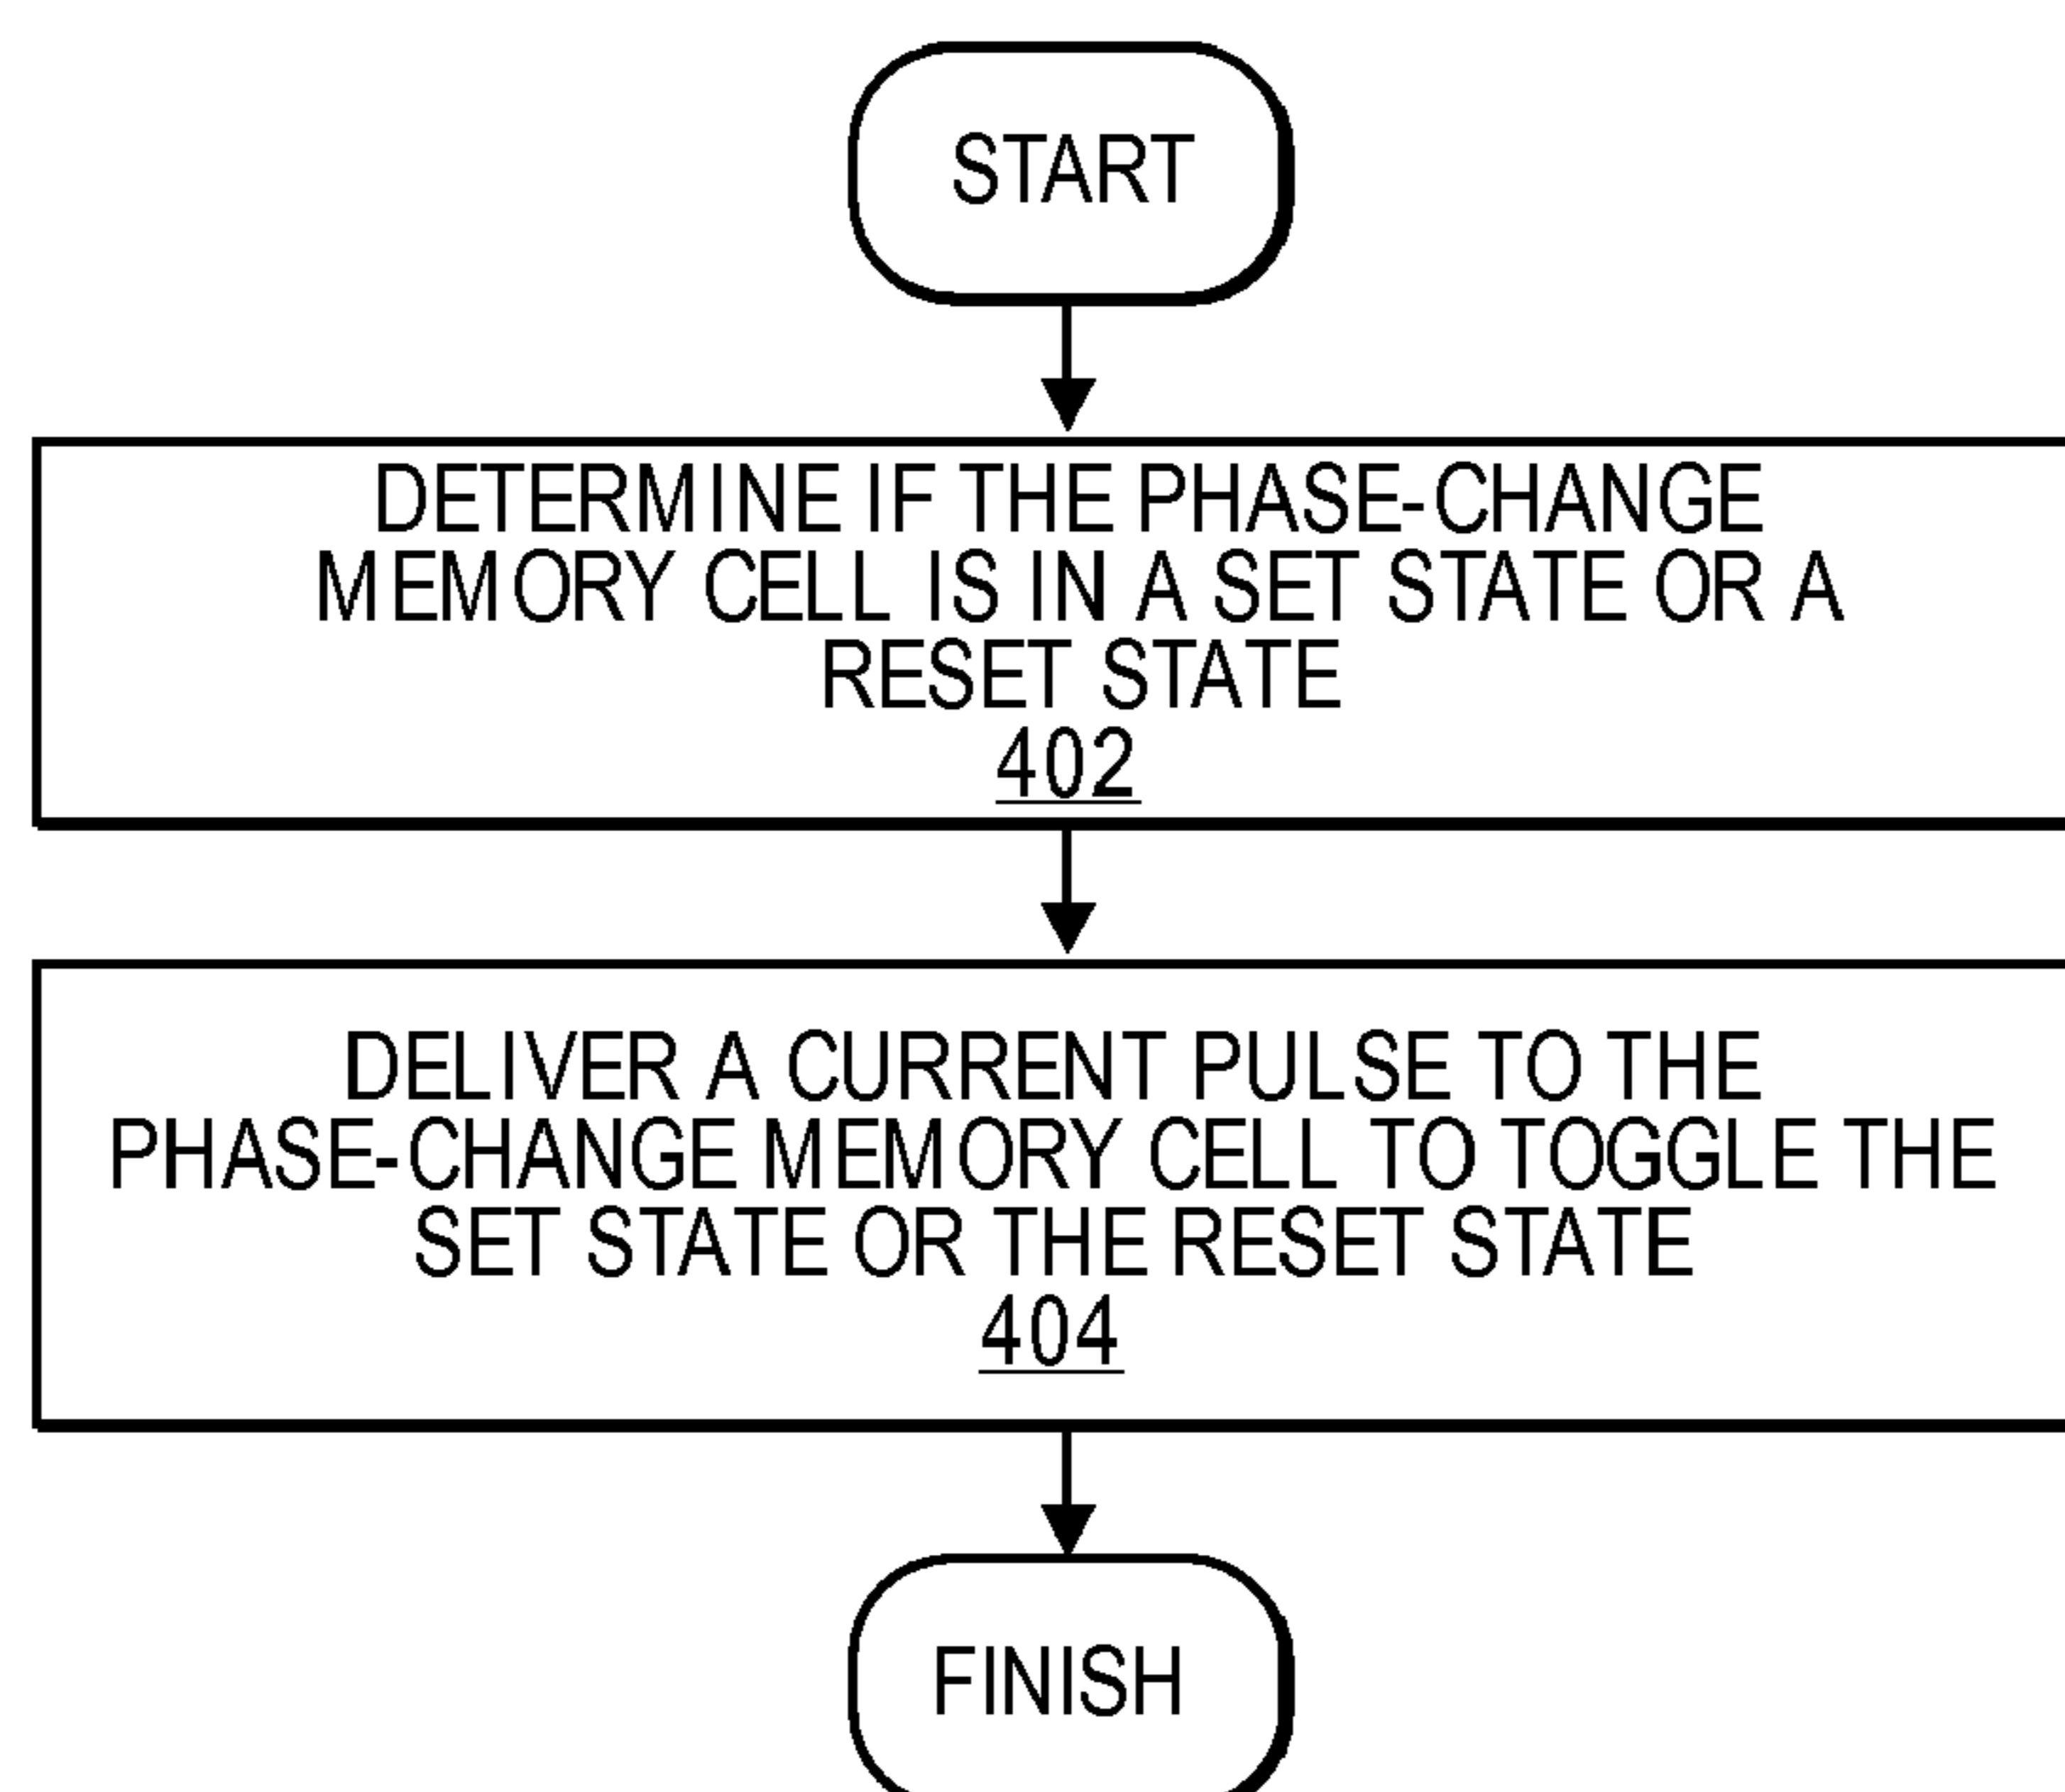 START
DETERMINE IF THE PHASE-CHANGE
MEMORY CELL IS IN A SET STATE OR A
RESET STATE
402
DELIVER A CURRENT PULSE TO THE
PHASE-CHANGE MEMORY CELL TO TOGGLE THE
SET STATE OR THE RESET STATE
404
FINISH